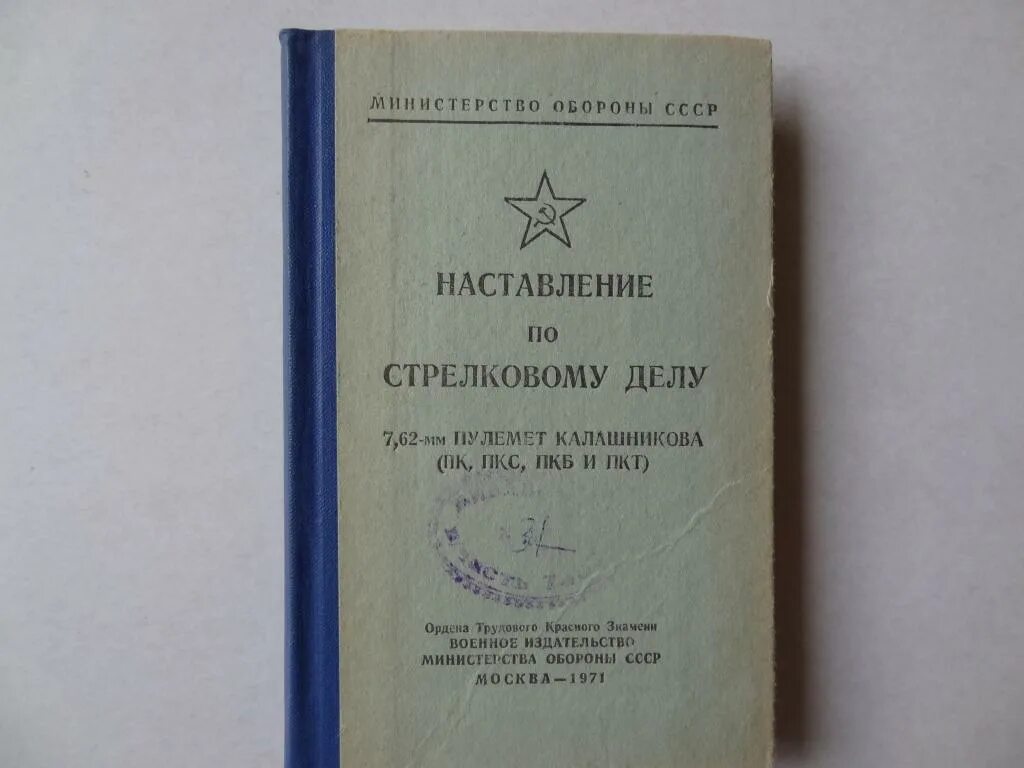 МИНИСТЕРСТВО ОБОРОНЫ СССР
НАСТАВЛЕНИЕ
ПО
СТРЕЛКОВОМУ ДЕЛУ
7,62-мм ПУЛЕМЕТ КАЛАШНИКОВА
(ПК, ПКС, ПКБ И ПКТ)
Ордена Трудового Красного Знамени
ВОЕННОЕ ИЗДАТЕЛЬСТВО
МИНИСТЕРСТВА ОБОРОНЫ СССР
МОСКВА—1971